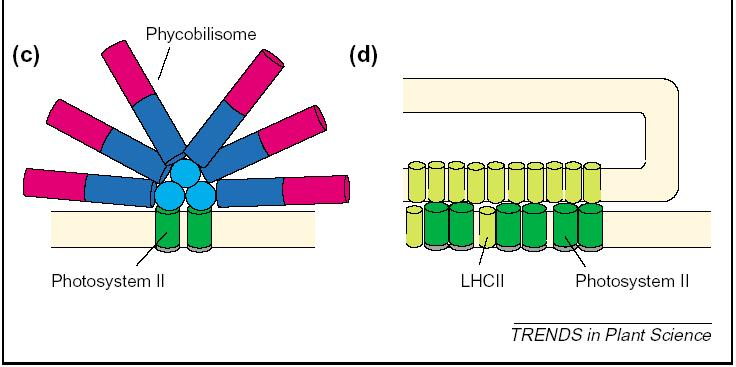 Phycobilisome
(c)
(d)
Photosystem II
LHCII
Photosystem II
TRENDS in Plant Science